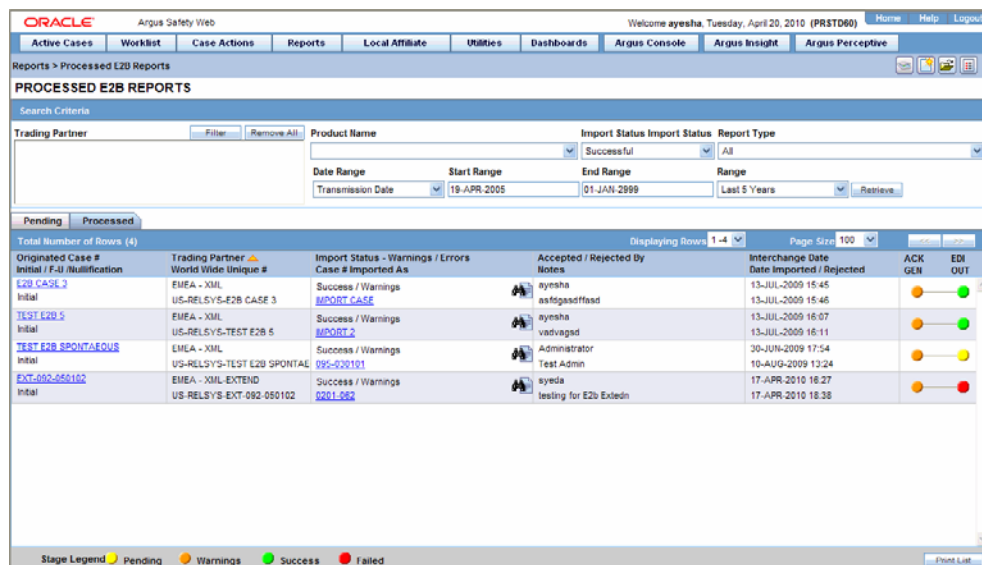 ORACLE Argus Safety Web Welcome ayesha, Tuesday, April 20, 2010 (PRSTD60) Home Help Logout
Active Cases Worklist Case Actions Reports Local Affiliate Utilities Dashboards Argus Console Argus Insight Argus Perceptive
Reports > Processed E2B Reports
PROCESSED E2B REPORTS
Search Criteria
Trading Partner Filter Remove All Product Name Import Status Import Status Report Type
Successful All
Date Range Start Range End Range Range
Transmission Date 19-APR-2005 01-JAN-2999 Last 5 Years Retrieve
Pending Processed
Total Number of Rows (4) Displaying Rows 1-4 Page Size 100 << >>
Originated Case # Trading Partner Import Status - Warnings / Errors Accepted / Rejected By Interchange Date ACK EDI
Initial / F-U /Nullification World Wide Unique # Case # Imported As Notes Date Imported / Rejected GEN OUT
E2B CASE 3 EMEA - XML Success / Warnings ayesha 13-JUL-2009 15:45
Initial US-RELSYS-E2B CASE 3 IMPORT CASE asfdgasdffasd 13-JUL-2009 15:46
TEST E2B 5 EMEA - XML Success / Warnings ayesha 13-JUL-2009 16:07
Initial US-RELSYS-TEST E2B 5 IMPORT 2 vadvagsd 13-JUL-2009 16:11
TEST E2B SPONTAEOUS EMEA - XML Success / Warnings Administrator 30-JUN-2009 17:54
Initial US-RELSYS-TEST E2B SPONTAE 095-030101 Test Admin 10-AUG-2009 13:24
EXT-092-050102 EMEA - XML-EXTEND Success / Warnings syeda 17-APR-2010 16:27
Initial US-RELSYS-EXT-092-050102 0201-062 testing for E2b Extedn 17-APR-2010 18:38
Stage Legend Pending Warnings Success Failed Print List